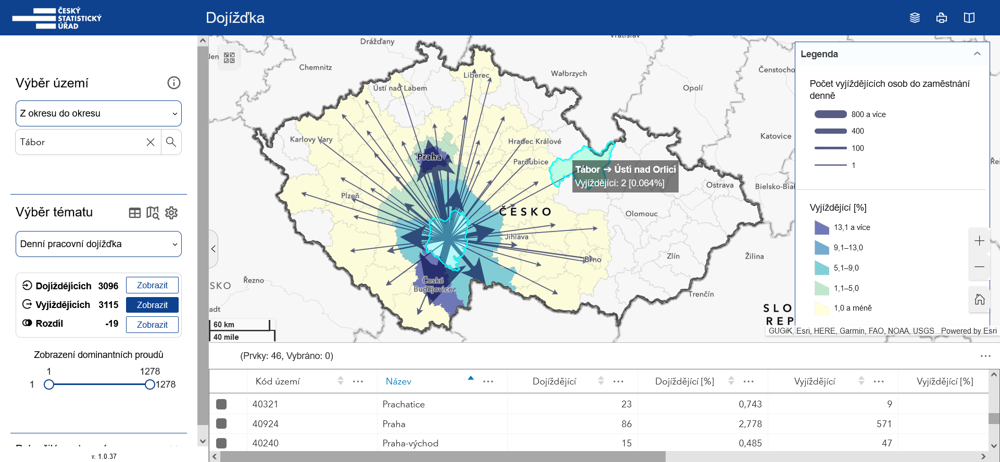 ČESKÝ
STATISTICKÝ
ÚŘAD
Dojížďka
Výběr území
Z okresu do okresu
Tábor
Výběr tématu
Denní pracovní dojížďka
Dojíždějících 3096 Zobrazit
Vyjíždějících 3115 Zobrazit
Rozdíl -19 Zobrazit
Zobrazení dominantních proudů
1 1278
1 1278
v. 1.0.37
Drážďany
Vratislav
Chemnitz
Liberec
Wałbrzych
Čenstocho
Ústí nad Labem
Opolí
Karlovy Vary
Hradec Králové
Katovice
Praha
Pardubice
Tábor ➔ Ústí nad Orlicí
Vyjíždějící: 2 [0.064%]
Ostrava
Bielsko-Bia
Plzeň
ČESKO
Olomouc
Jihlava
Brno
Zlín
Žilina
SKO
Řezno
České
Budějovice
Trenčín
adt
SLO
REP
60 km
40 míle
Legenda
Počet vyjíždějících osob do zaměstnání
denně
800 a více
400
100
1
Vyjíždějící [%]
13,1 a více
9,1–13,0
5,1–9,0
1,1–5,0
1,0 a méně
GUGiK, Esri, HERE, Garmin, FAO, NOAA, USGS Powered by Esri
(Prvky: 46, Vybráno: 0)
Kód území Název Dojíždějící Dojíždějící [%] Vyjíždějící Vyjíždějící [%]
40321 Prachatice 23 0,743 9
40924 Praha 86 2,778 571
40240 Praha-východ 15 0,485 47